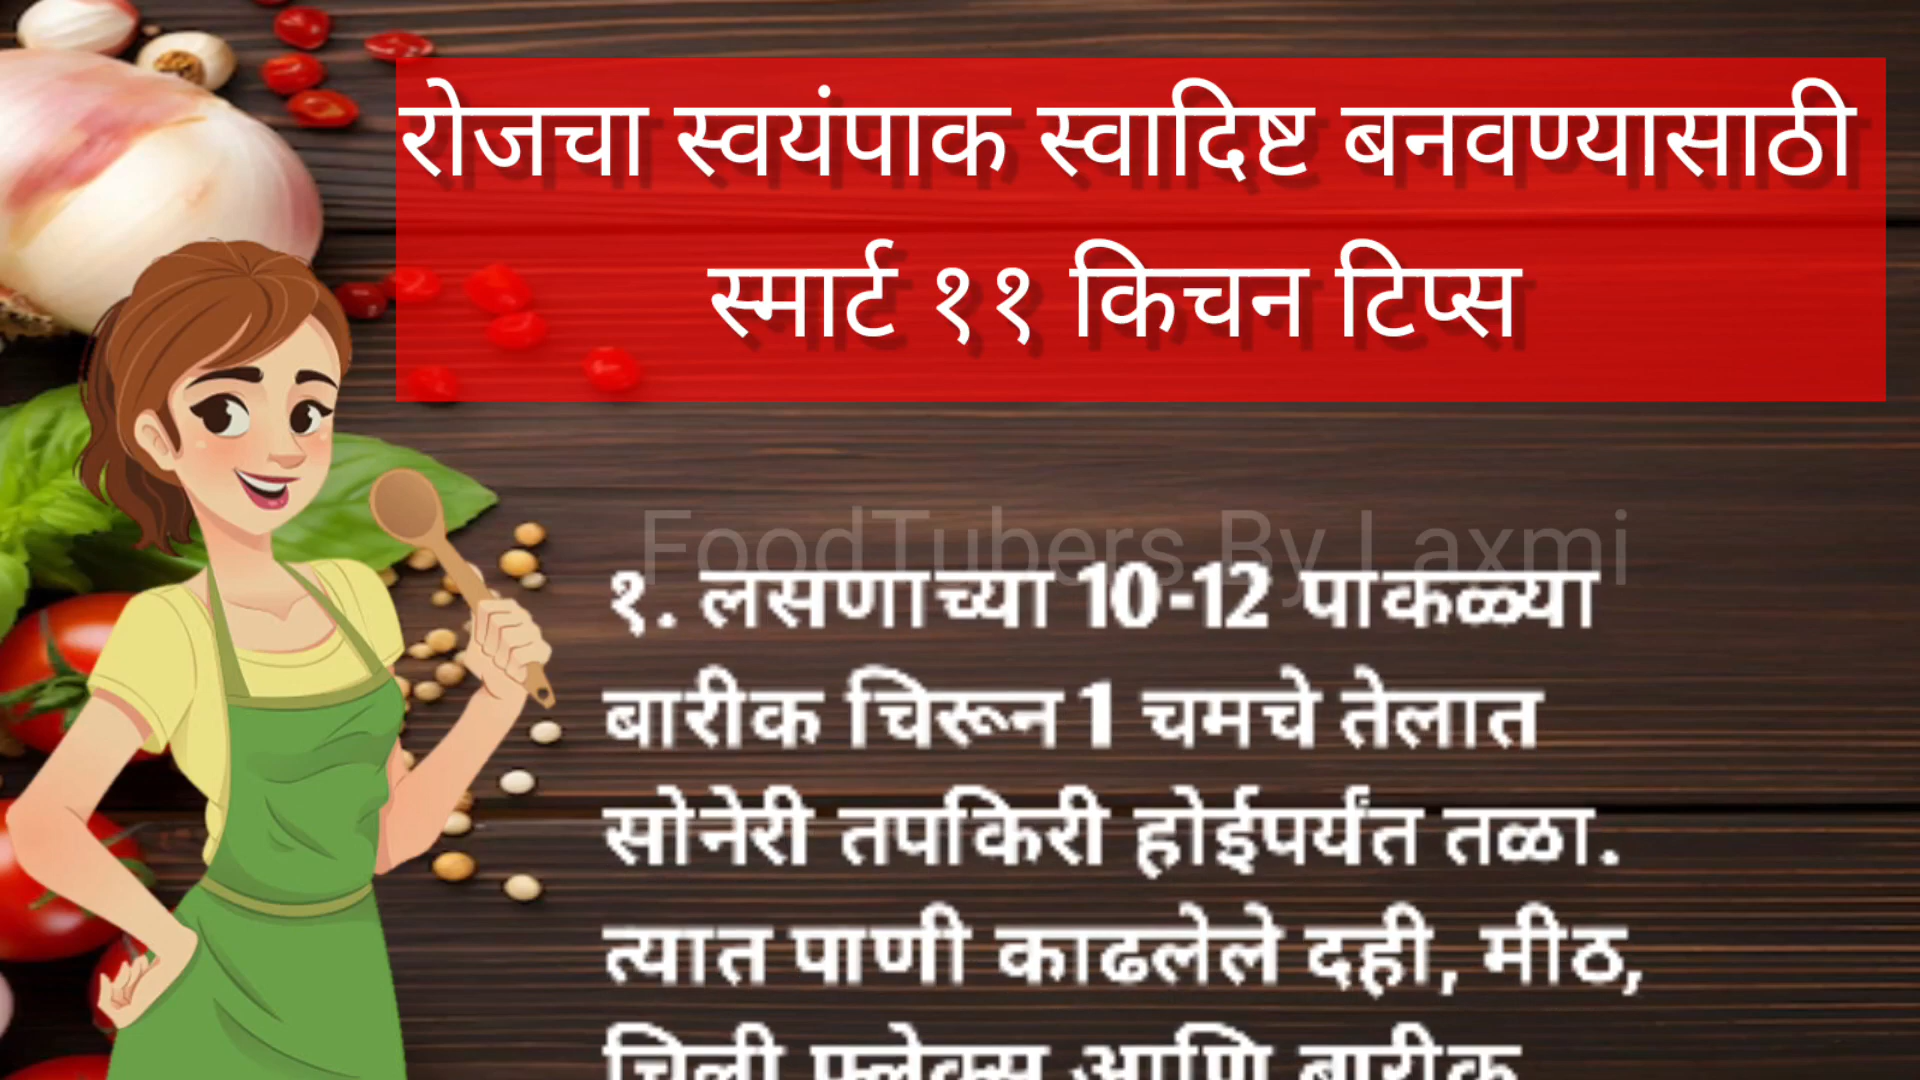 रोजचा स्वयंपाक स्वादिष्ट बनवण्यासाठी
स्मार्ट ११ किचन टिप्स
FoodTubers By Laxmi
१. लसणाच्या 10-12 पाकळ्या
बारीक चिरून 1 चमचे तेलात
सोनेरी तपकिरी होईपर्यंत तळा.
त्यात पाणी काढलेले दही, मीठ,
चिली फ्लेक्स आणि बारीक